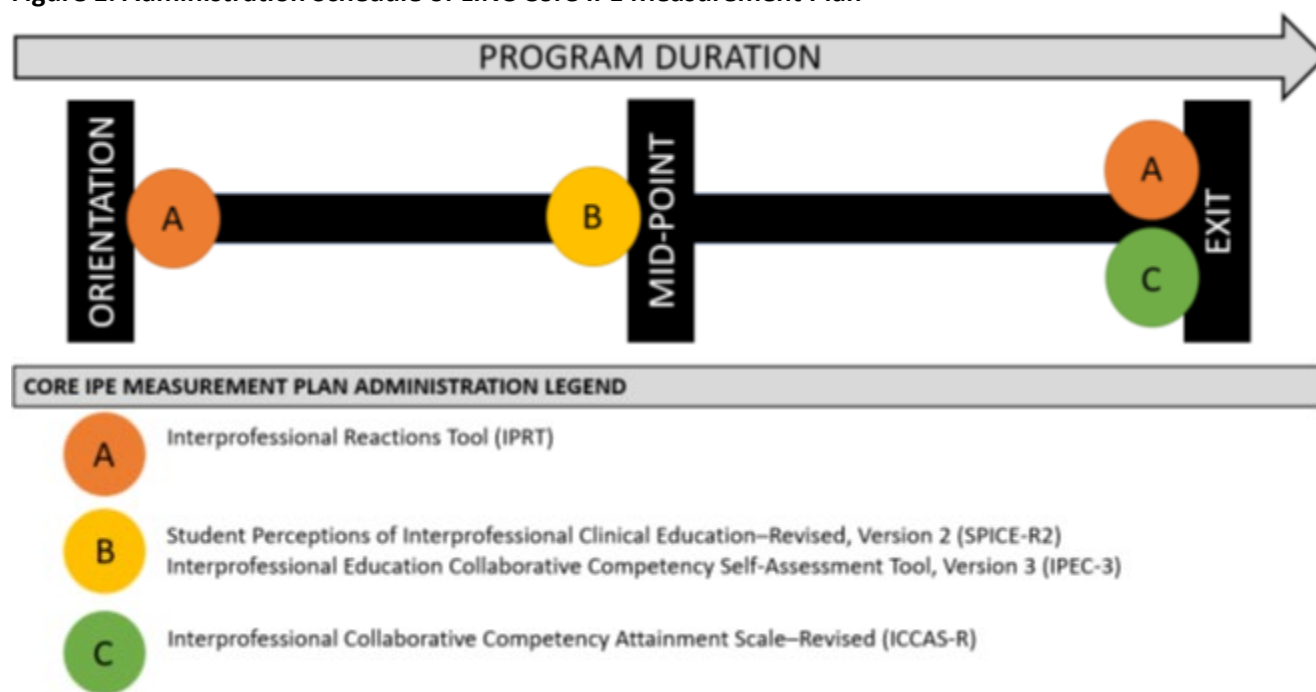 PROGRAM DURATION
ORIENTATION
A
B
MID-POINT
A
C
EXIT
CORE IPE MEASUREMENT PLAN ADMINISTRATION LEGEND
A
Interprofessional Reactions Tool (IPRT)
B
Student Perceptions of Interprofessional Clinical Education–Revised, Version 2 (SPICE-R2)
Interprofessional Education Collaborative Competency Self-Assessment Tool, Version 3 (IPEC-3)
C
Interprofessional Collaborative Competency Attainment Scale–Revised (ICCAS-R)